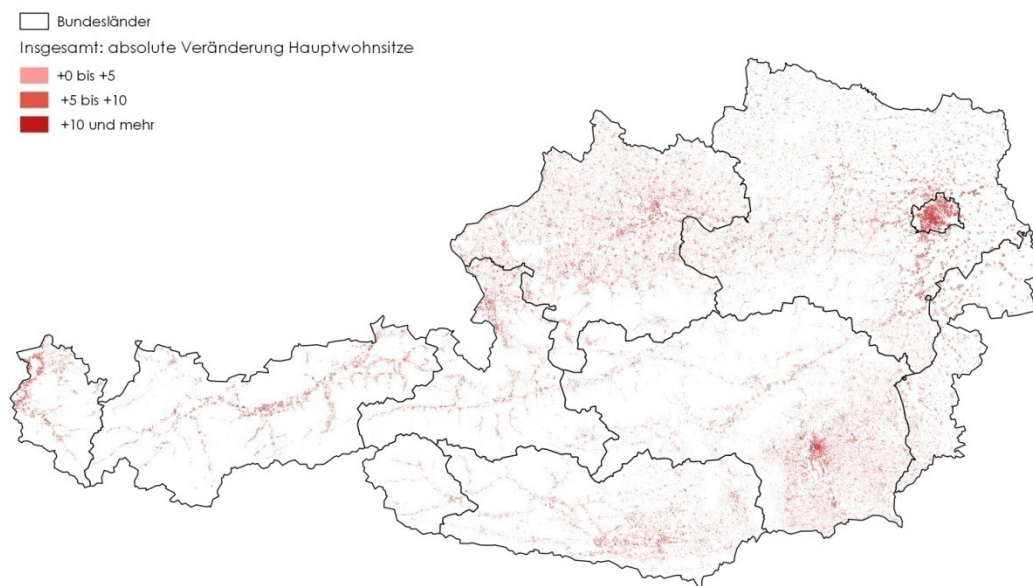 Bundesländer
Insgesamt: absolute Veränderung Hauptwohnsitze
+0 bis +5
+5 bis +10
+10 und mehr